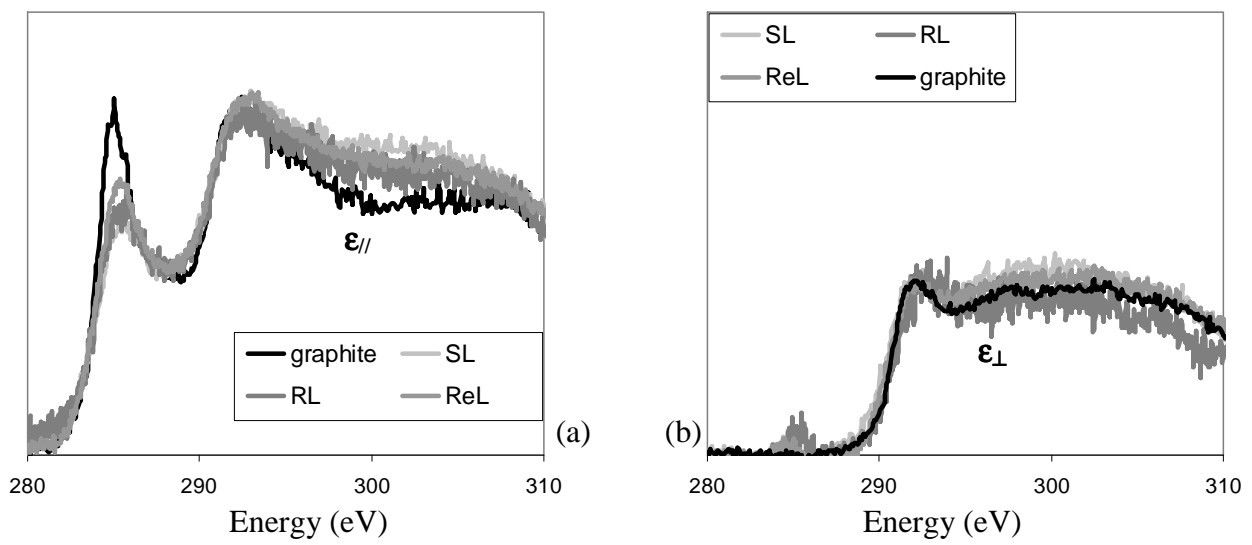 ε//
graphite SL
RL ReL
(a)
280 290 300 310
Energy (eV)
SL RL
ReL graphite
ε⊥
(b)
280 290 300 310
Energy (eV)